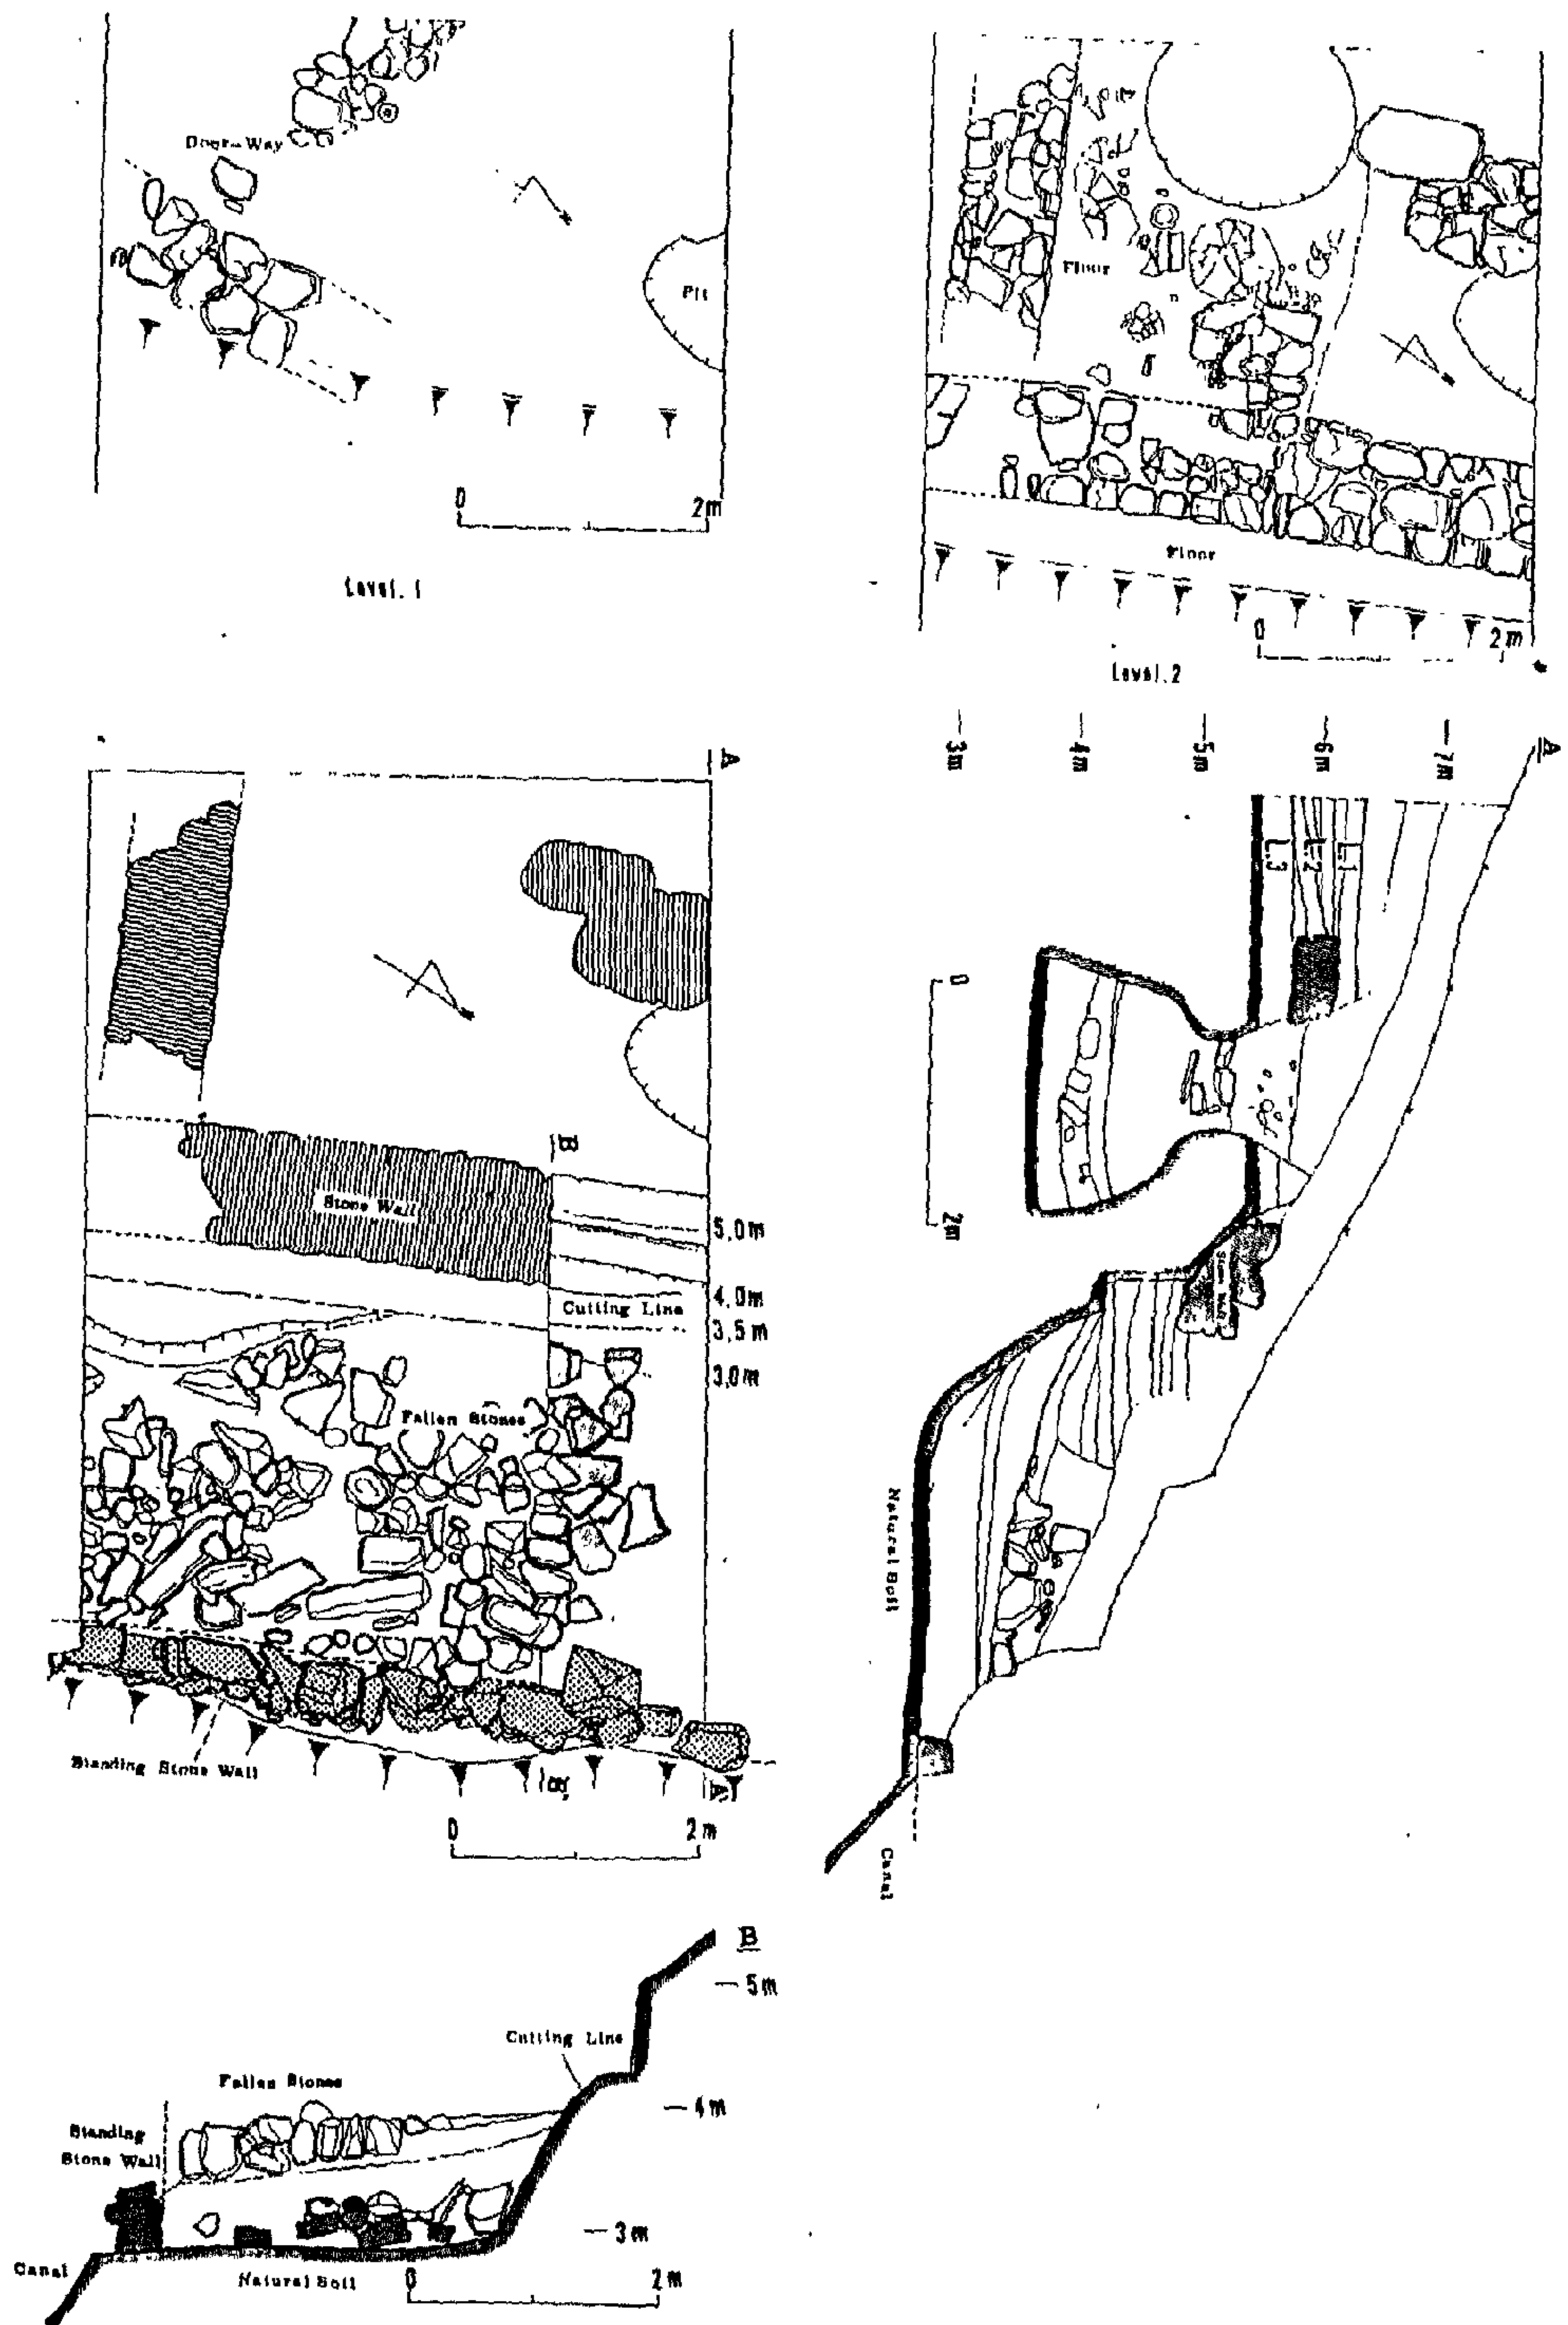 Door-Way
Pit
0 2m
Level. 1
Floor
Floor
0 2m
Level. 2
A
Stone Wall
B
5,0m
4,0m
Cutting Line
3,5m
3,0m
Fallen Stones
Standing Stone Wall
B'
A'
0 2m
A
3m
4m
5m
6m
7m
L-3
L-2
L-1
0
2m
Stone Wall
Natural Soil
Canal
B
5m
Cutting Line
Fallen Stones
4m
Standing
Stone Wall
3m
Canal
Natural Soil
0 2m